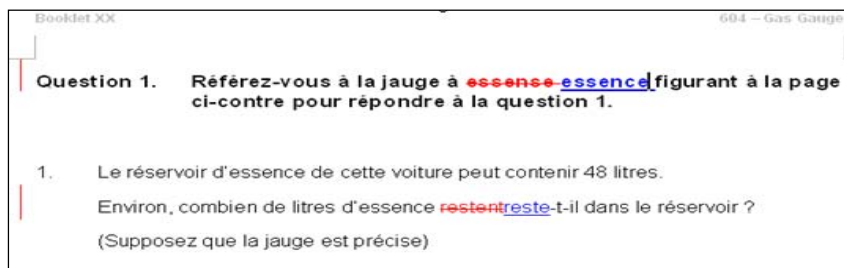 Booklet XX 604 – Gas Gauge
Question 1. Référez-vous à la jauge à essense essence figurant à la page
ci-contre pour répondre à la question 1.
1. Le réservoir d'essence de cette voiture peut contenir 48 litres.
Environ, combien de litres d'essence restentreste-t-il dans le réservoir ?
(Supposez que la jauge est précise)